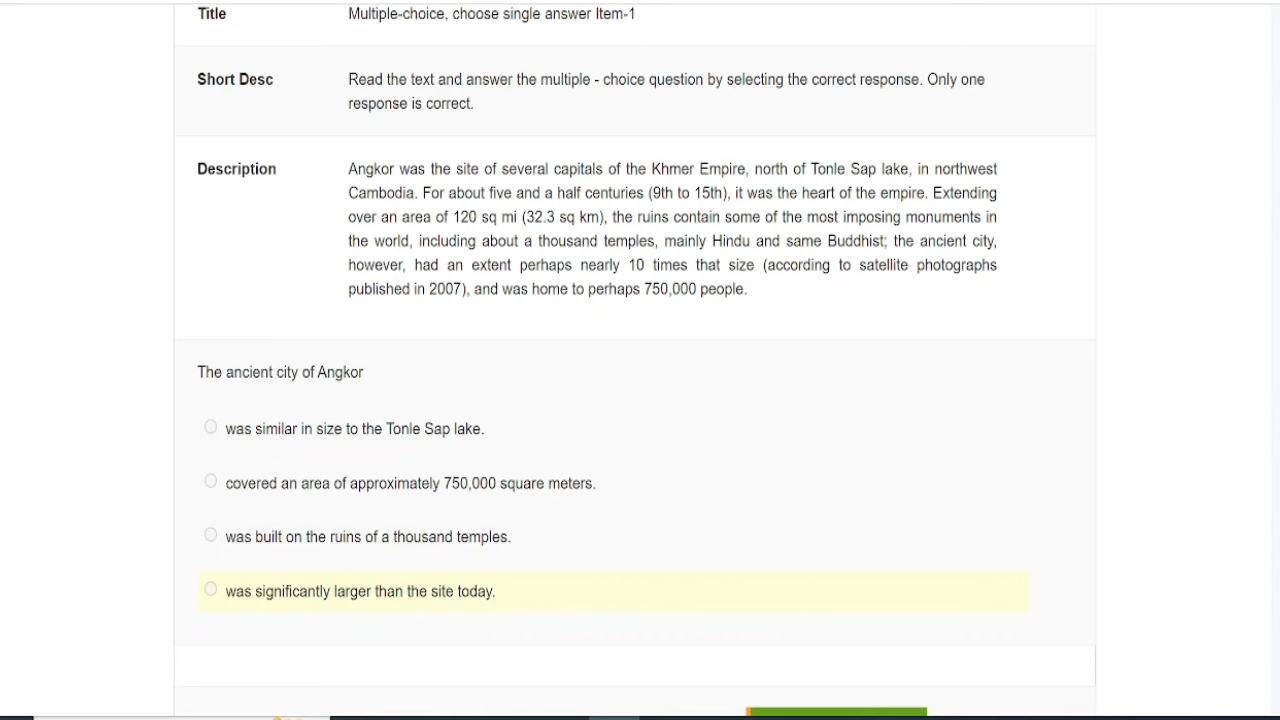 Title Multiple-choice, choose single answer Item-1
Short Desc Read the text and answer the multiple - choice question by selecting the correct response. Only one
response is correct.
Description Angkor was the site of several capitals of the Khmer Empire, north of Tonle Sap lake, in northwest
Cambodia. For about five and a half centuries (9th to 15th), it was the heart of the empire. Extending
over an area of 120 sq mi (32.3 sq km), the ruins contain some of the most imposing monuments in
the world, including about a thousand temples, mainly Hindu and same Buddhist; the ancient city,
however, had an extent perhaps nearly 10 times that size (according to satellite photographs
published in 2007), and was home to perhaps 750,000 people.
The ancient city of Angkor
was similar in size to the Tonle Sap lake.
covered an area of approximately 750,000 square meters.
was built on the ruins of a thousand temples.
was significantly larger than the site today.